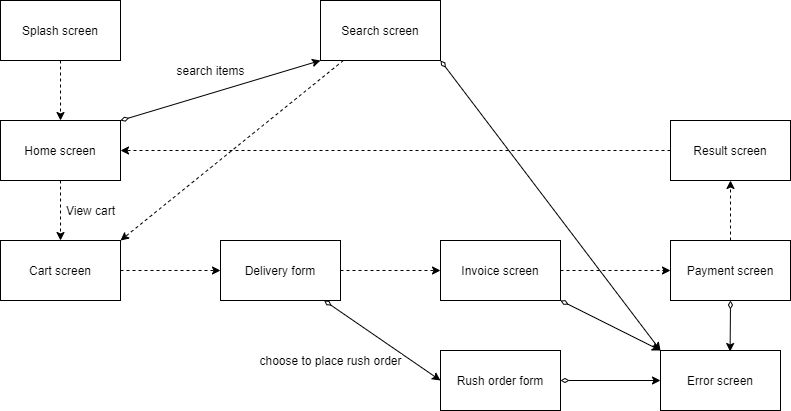 Splash screen
Search screen
search items
Home screen
Result screen
View cart
Cart screen
Delivery form
Invoice screen
Payment screen
choose to place rush order
Rush order form
Error screen